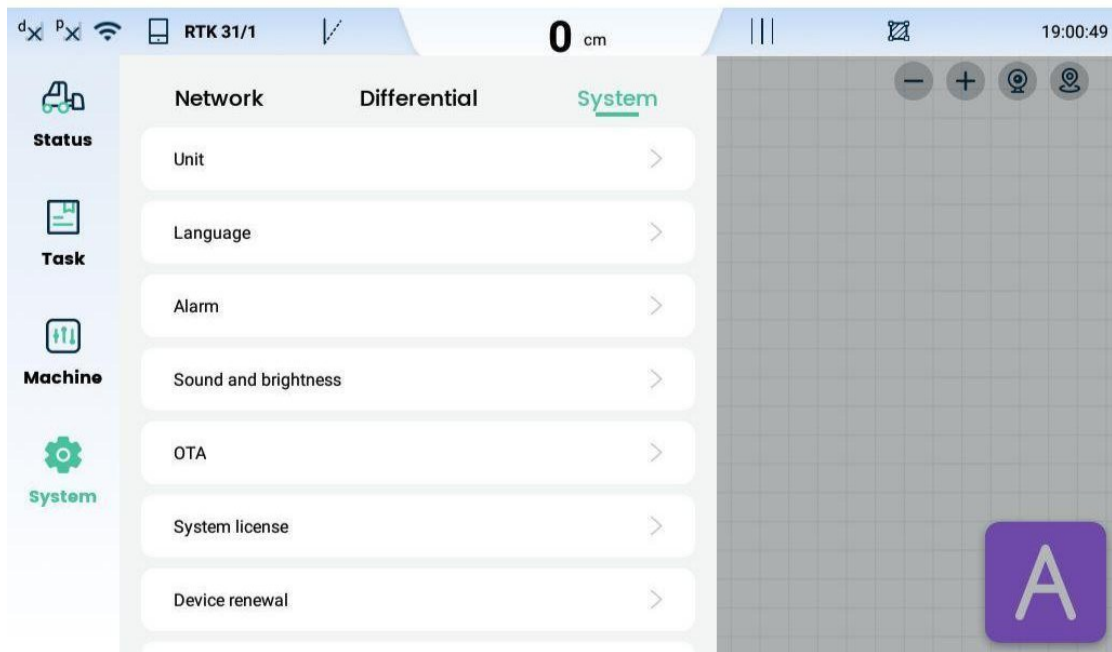 d P RTK 31/1 0 cm 19:00:49
Network Differential System
Status
Unit
Language
Task
Alarm
Machine
Sound and brightness
OTA
System
System license
Device renewal
A